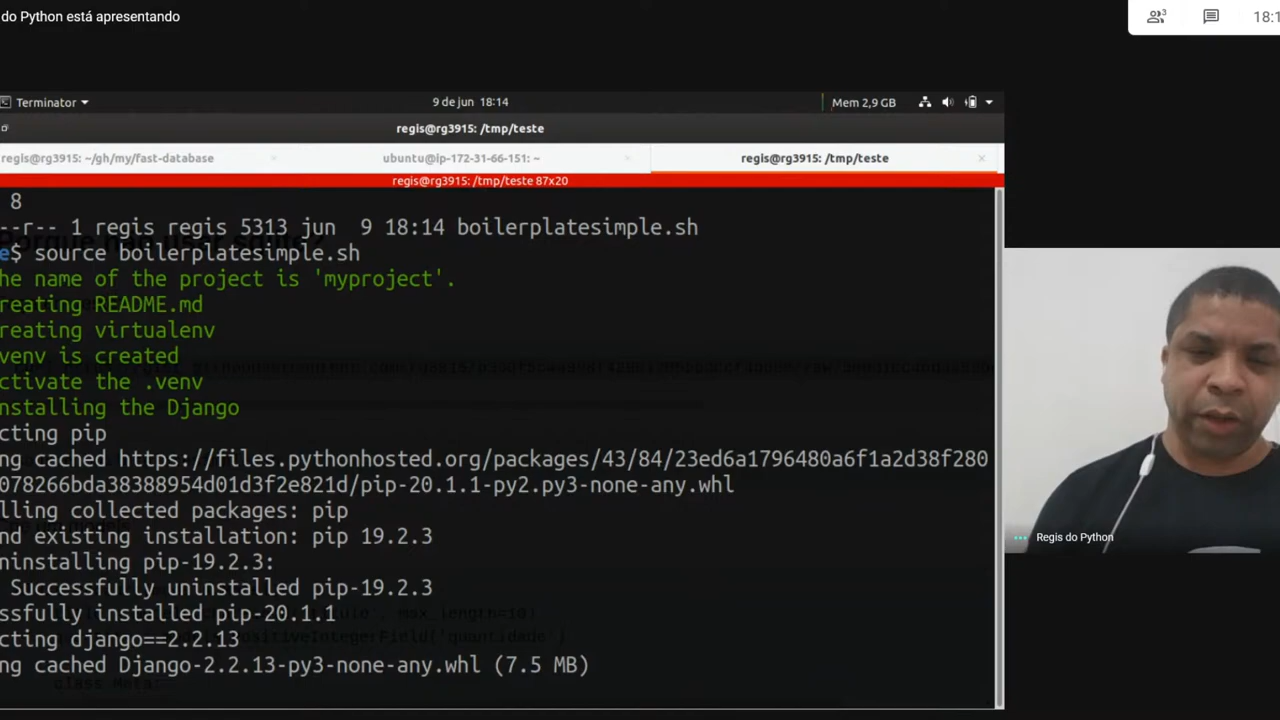 do Python está apresentando
3
18:1
Terminator
9 de jun 18:14
Mem 2,9 GB
regis@rg3915: /tmp/teste
regis@rg3915: ~/gh/my/fast-database
ubuntu@ip-172-31-66-151: ~
regis@rg3915: /tmp/teste
regis@rg3915: /tmp/teste 87x20
8
--r-- 1 regis regis 5313 jun 9 18:14 boilerplatesimple.sh
e$ source boilerplatesimple.sh
he name of the project is 'myproject'.
reating README.md
reating virtualenv
venv is created
ctivate the .venv
nstalling the Django
cting pip
ng cached https://files.pythonhosted.org/packages/43/84/23ed6a1796480a6f1a2d38f280
078266bda38388954d01d3f2e821d/pip-20.1.1-py2.py3-none-any.whl
lling collected packages: pip
nd existing installation: pip 19.2.3
ninstalling pip-19.2.3:
Successfully uninstalled pip-19.2.3
ssfully installed pip-20.1.1
cting django==2.2.13
ng cached Django-2.2.13-py3-none-any.whl (7.5 MB)
class Meta:
Regis do Python